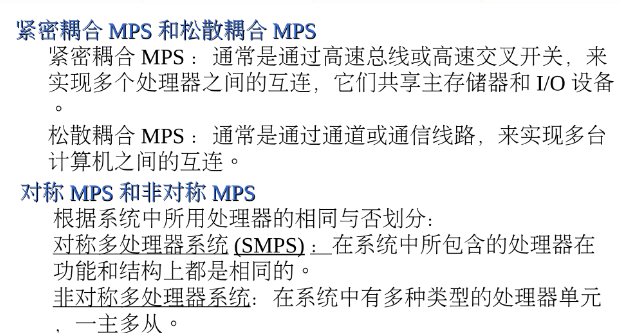 紧密耦合 MPS 和松散耦合 MPS
紧密耦合 MPS ：通常是通过高速总线或高速交叉开关，来
实现多个处理器之间的互连，它们共享主存储器和 I/O 设备
。
松散耦合 MPS ：通常是通过通道或通信线路，来实现多台
计算机之间的互连。
对称 MPS 和非对称 MPS
根据系统中所用处理器的相同与否划分：
对称多处理器系统 (SMPS) ：在系统中所包含的处理器在
功能和结构上都是相同的。
非对称多处理器系统：在系统中有多种类型的处理器单元
，一主多从。